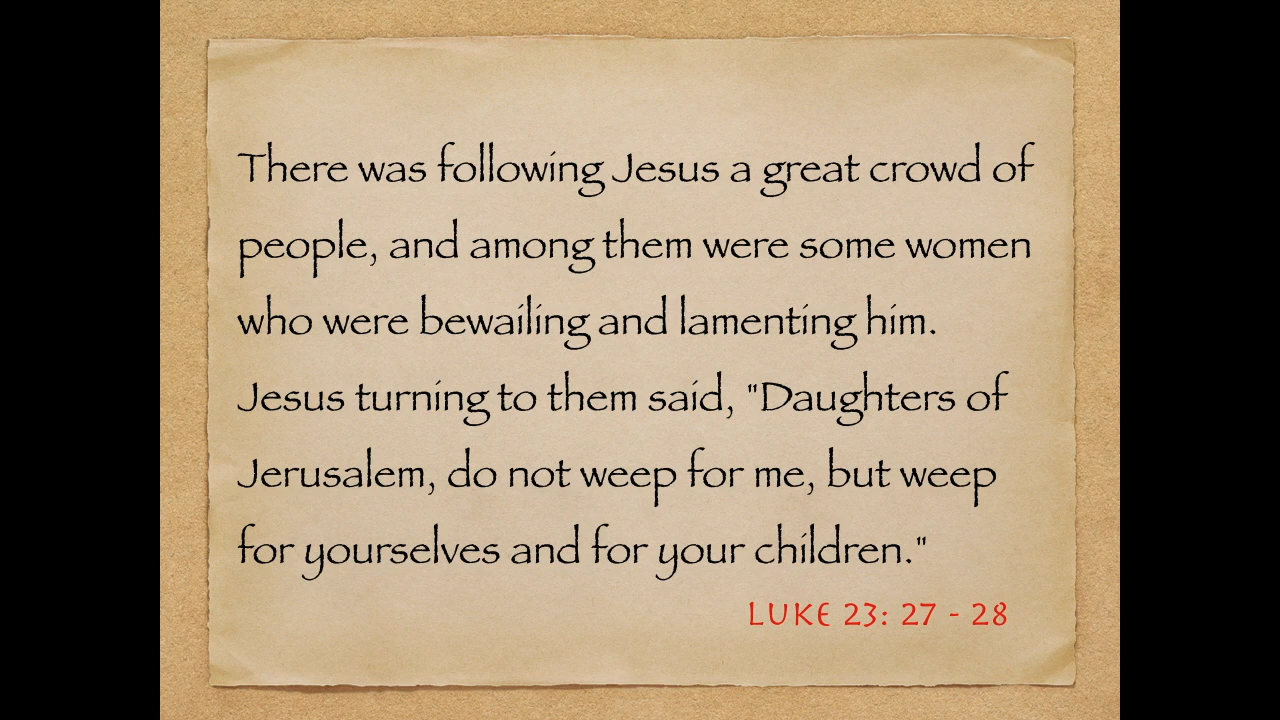 There was following Jesus a great crowd of
people, and among them were some women
who were bewailing and lamenting him.
Jesus turning to them said, "Daughters of
Jerusalem, do not weep for me, but weep
for yourselves and for your children."
LUKE 23: 27 - 28